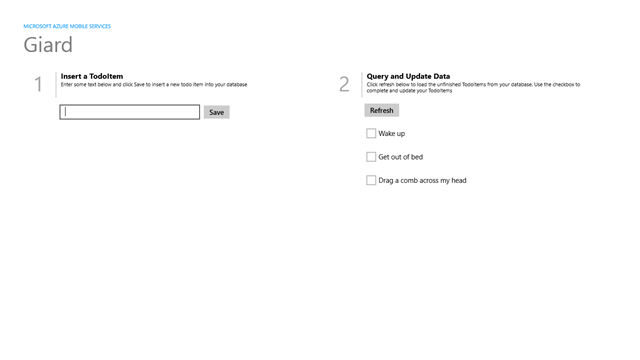 MICROSOFT AZURE MOBILE SERVICES
Giard
1
Insert a TodoItem
Enter some text below and click Save to insert a new todo item into your database
Save
2
Query and Update Data
Click refresh below to load the unfinished TodoItems from your database. Use the checkbox to
complete and update your TodoItems
Refresh
Wake up
Get out of bed
Drag a comb across my head